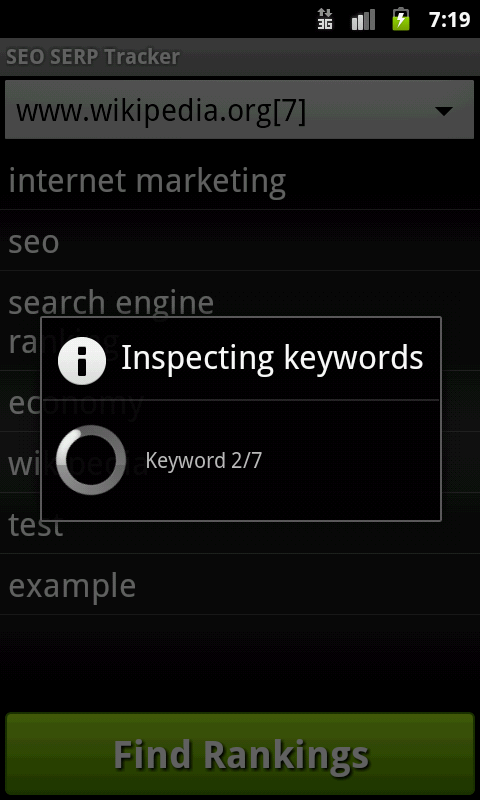 3G 7:19
SEO SERP Tracker
www.wikipedia.org[7]
internet marketing
seo
search engine
ranking
Inspecting keywords
economy
Keyword 2/7
wikipedia
test
example
Find Rankings